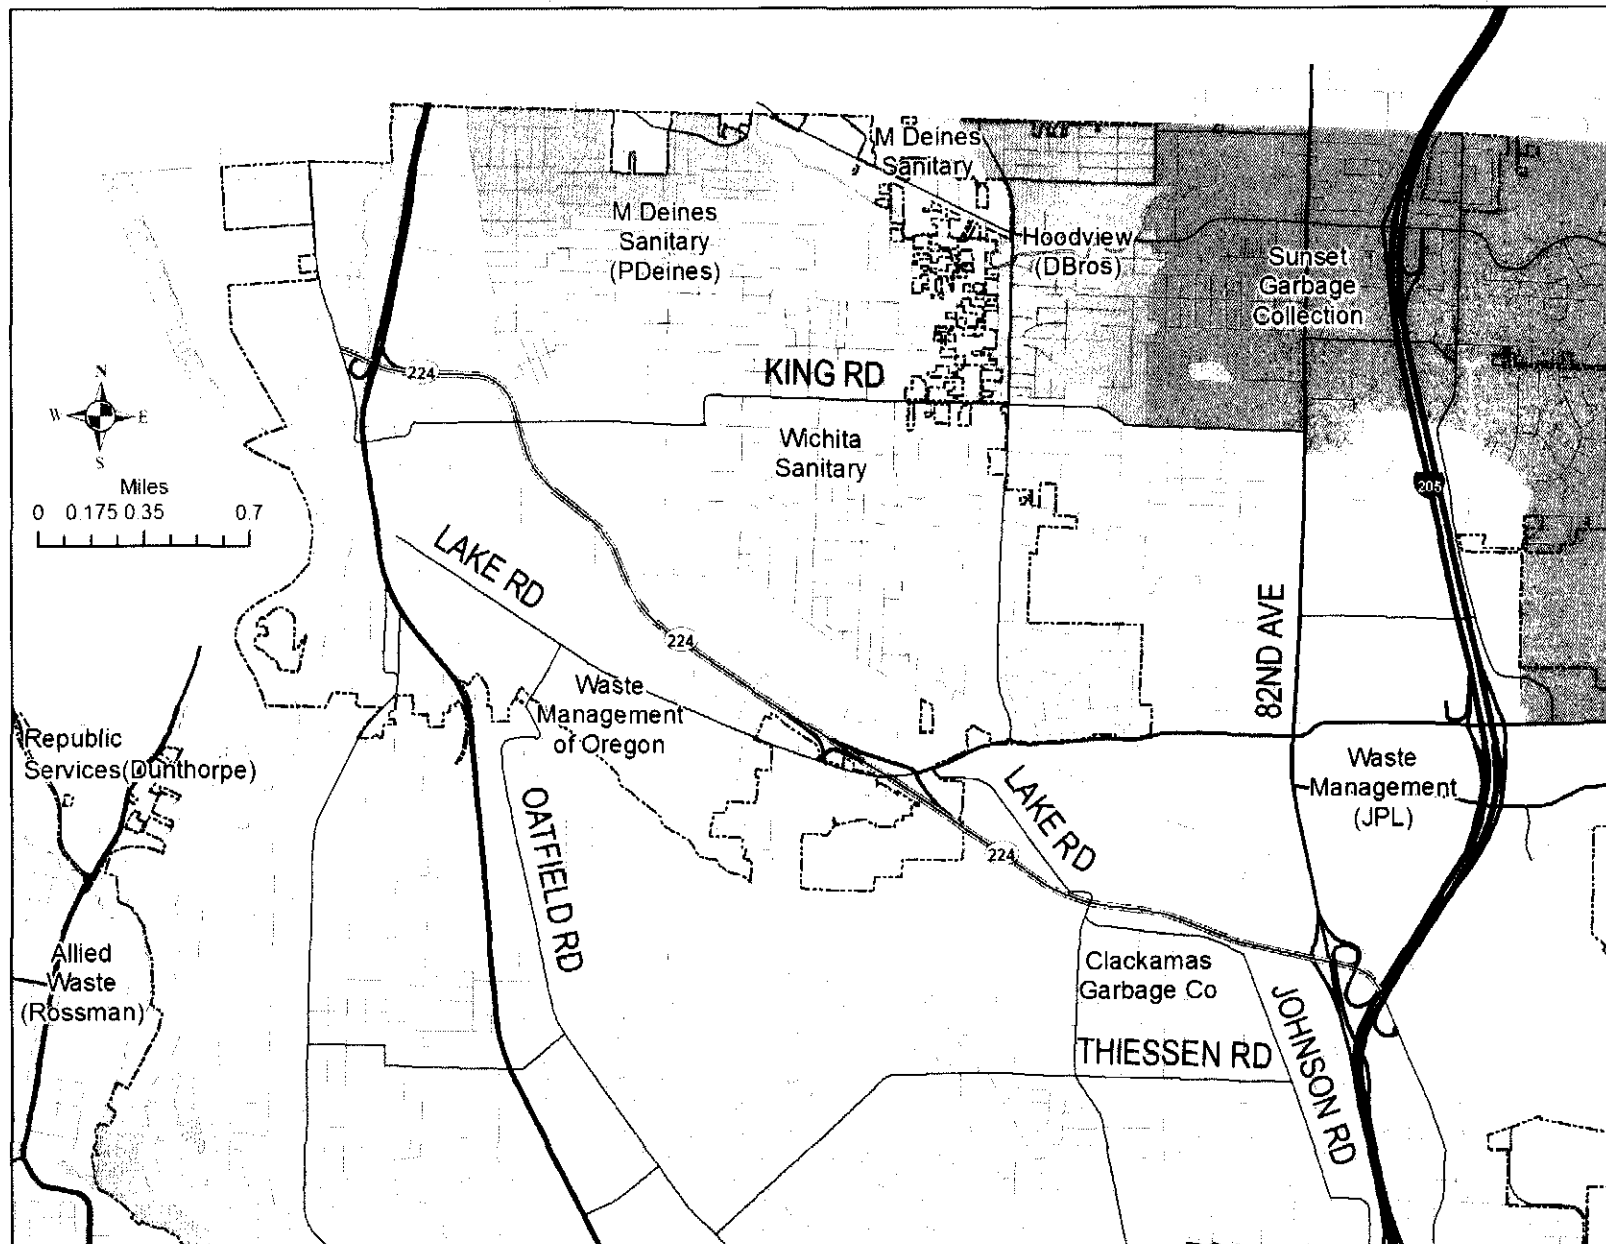 M Deines
Sanitary
M Deines
Sanitary
(PDeines)
Hoodview
(DBros)
Sunset
Garbage
Collection
224
KING RD
N
W
E
S
Wichita
Sanitary
205
Miles
0 0.175 0.35 0.7
LAKE RD
82ND AVE
224
Waste
Management
of Oregon
Republic
Services(Dunthorpe)
Waste
Management
(JPL)
LAKE RD
OATFIELD RD
224
Allied
Waste
(Rossman)
Clackamas
Garbage Co
JOHNSON RD
THIESSEN RD